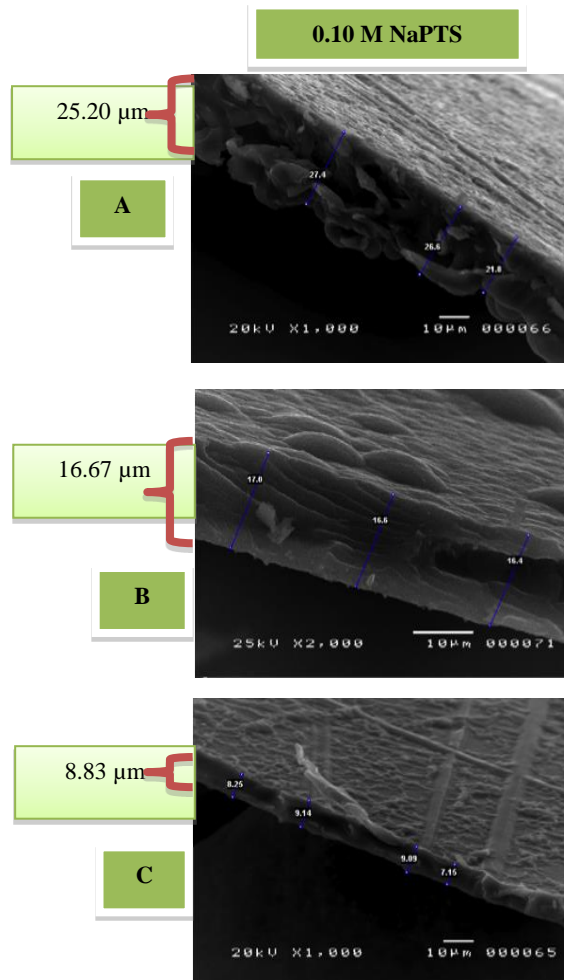 0.10 M NaPTS
25.20 µm
A
27.4
26.6
21.8
20kV X1,000 10µm 000066
16.67 µm
B
17.0
16.6
16.4
25kV X2,000 10µm 000071
8.83 µm
C
8.25
9.14
9.09
7.15
20kV X1,000 10µm 000065